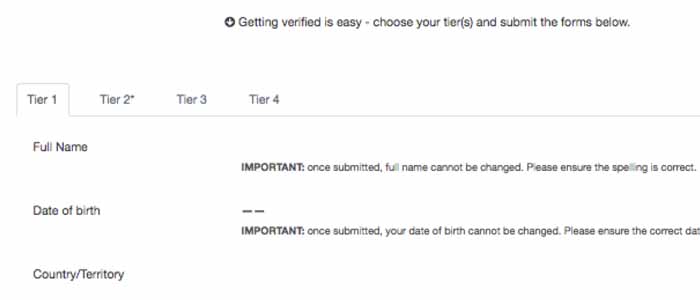 Getting verified is easy - choose your tier(s) and submit the forms below.
Tier 1 Tier 2* Tier 3 Tier 4
Full Name
IMPORTANT: once submitted, full name cannot be changed. Please ensure the spelling is correct.
Date of birth
——
IMPORTANT: once submitted, your date of birth cannot be changed. Please ensure the correct dat
Country/Territory